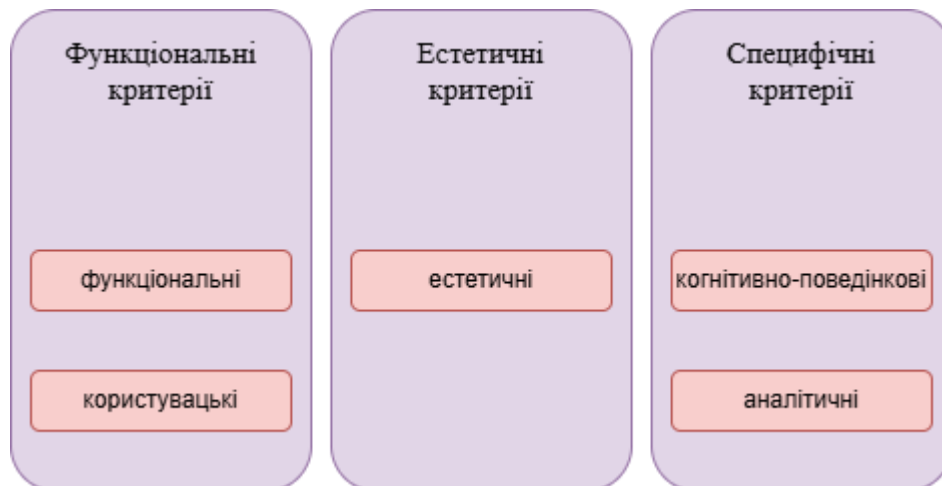 Функціональні
критерії
Естетичні
критерії
Специфічні
критерії
функціональні
естетичні
когнітивно-поведінкові
користувацькі
аналітичні